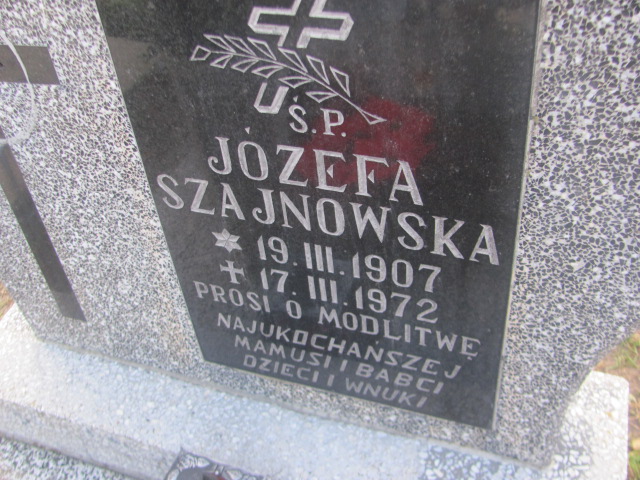 Ś.P.
JÓZEFA
SZAJNOWSKA
* 19.III.1907
+ 17.III.1972
PROSI O MODLITWĘ
NAJUKOCHAŃSZEJ
MAMUSI I BABCI
DZIECI I WNUKI